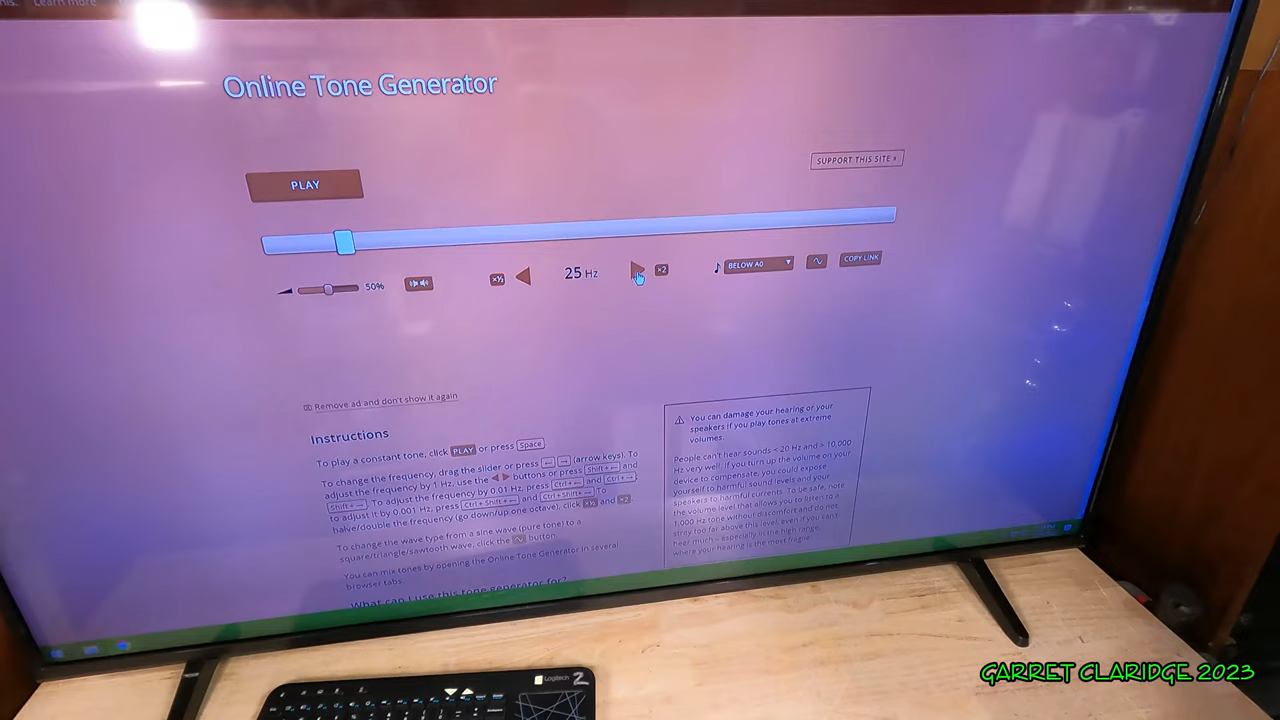 Learn more
Online Tone Generator
SUPPORT THIS SITE »
PLAY
50%
×½
25 Hz
×2
BELOW A0
COPY LINK
Remove ad and don't show it again
Instructions
To play a constant tone, click PLAY or press Space.
To change the frequency, drag the slider or press ← → (arrow keys). To
adjust the frequency by 1 Hz, use the ◀ ▶ buttons or press Shift+← and
Shift+→. To adjust the frequency by 0.01 Hz, press Ctrl+← and Ctrl+→;
to adjust it by 0.001 Hz, press Ctrl+Shift+← and Ctrl+Shift+→. To
halve/double the frequency (go down/up one octave), click ×½ and ×2.
To change the wave type from a sine wave (pure tone) to a
square/triangle/sawtooth wave, click the button.
You can mix tones by opening the Online Tone Generator in several
browser tabs.
What can I use this tone generator for?
You can damage your hearing or your
speakers if you play tones at extreme
volumes.
People can't hear sounds < 20 Hz and > 10,000
Hz very well. If you turn up the volume on your
device to compensate, you could expose
yourself to harmful sound levels and your
speakers to harmful currents. To be safe, note
the volume level that allows you to listen to a
1,000 Hz tone without discomfort and do not
strey too far above this level, even if you can't
hear much – especially in the high range,
where your hearing is the most fragile.
Logitech
2
GARRET CLARIDGE 2023